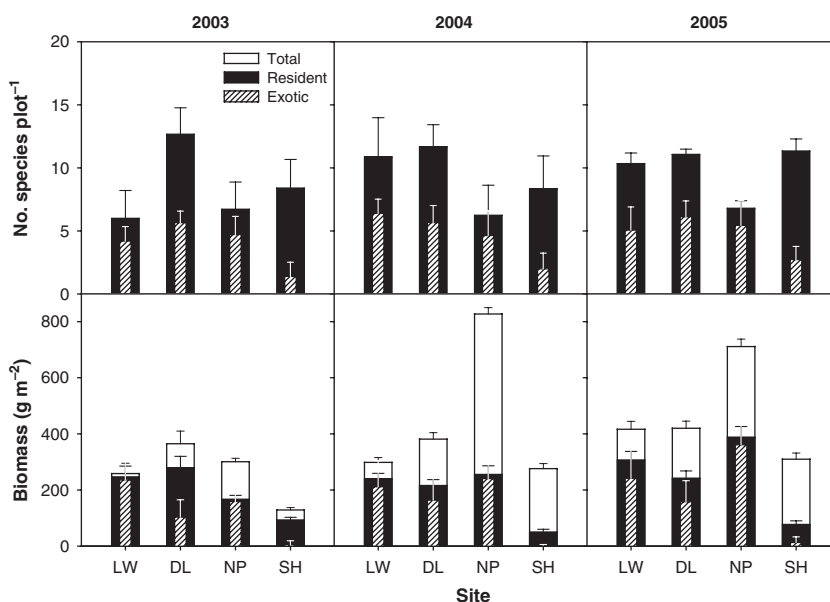 2003 2004 2005
No. species plot⁻¹
20
15
10
5
0
Total
Resident
Exotic
Biomass (g m⁻²)
800
600
400
200
0
LW DL NP SH LW DL NP SH LW DL NP SH
Site